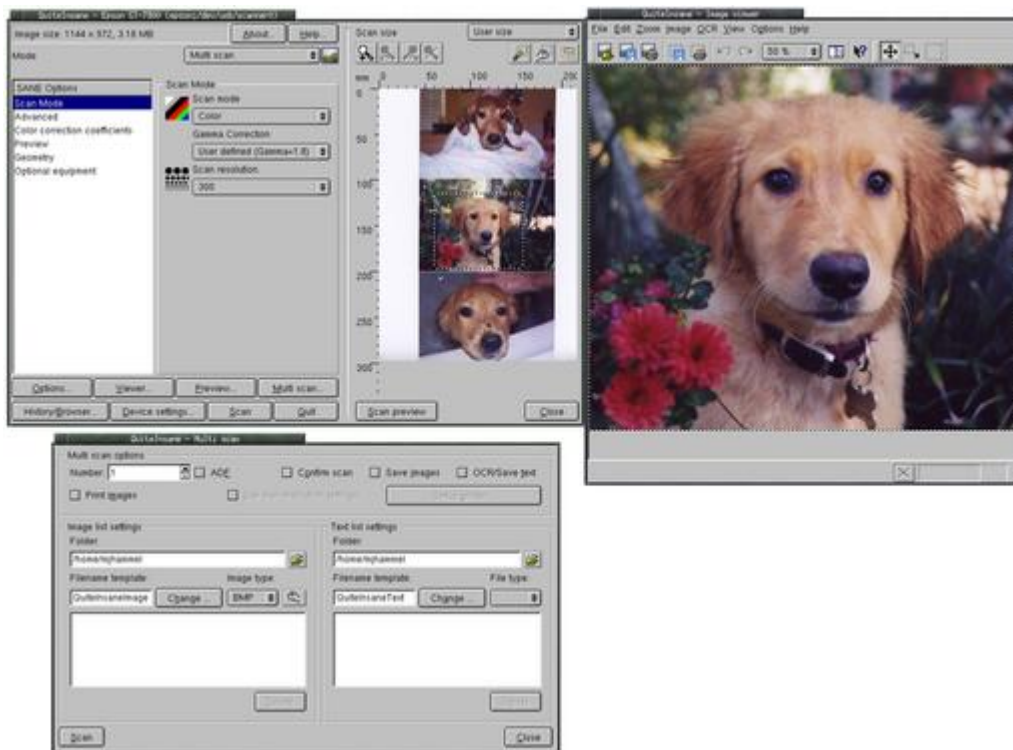 QuiteInsane - Epson GT-7000
Image size: 1144 x 972, 3.18 MB
About...
Help...
Mode
Multi scan
SANE Options
Scan Mode
Advanced
Color correction coefficients
Preview
Geometry
Optional equipment
Scan Mode
Scan mode
Color
Gamma Correction
User defined (Gamma=1.8)
Scan resolution
300
Options...
Viewer...
Preview...
Multi scan...
History/Browser...
Device settings...
Scan
Quit
Scan size
User size
mm 0 50 100 150 200
0
50
100
150
200
250
300
Scan preview
Close
QuiteInsane - Image viewer
File Edit Zoom Image OCR View Options Help
50 %
QuiteInsane - Multi scan
Multi scan options
Number: 1
ADF
Confirm scan
Save images
OCR/Save text
Print images
Image list settings
Folder:
/home/mjhammel
Filename template:
Image type:
QuiteInsaneImage
Change...
BMP
Text list settings
Folder:
/home/mjhammel
Filename template:
File type:
QuiteInsaneText
Change...
Scan
Close